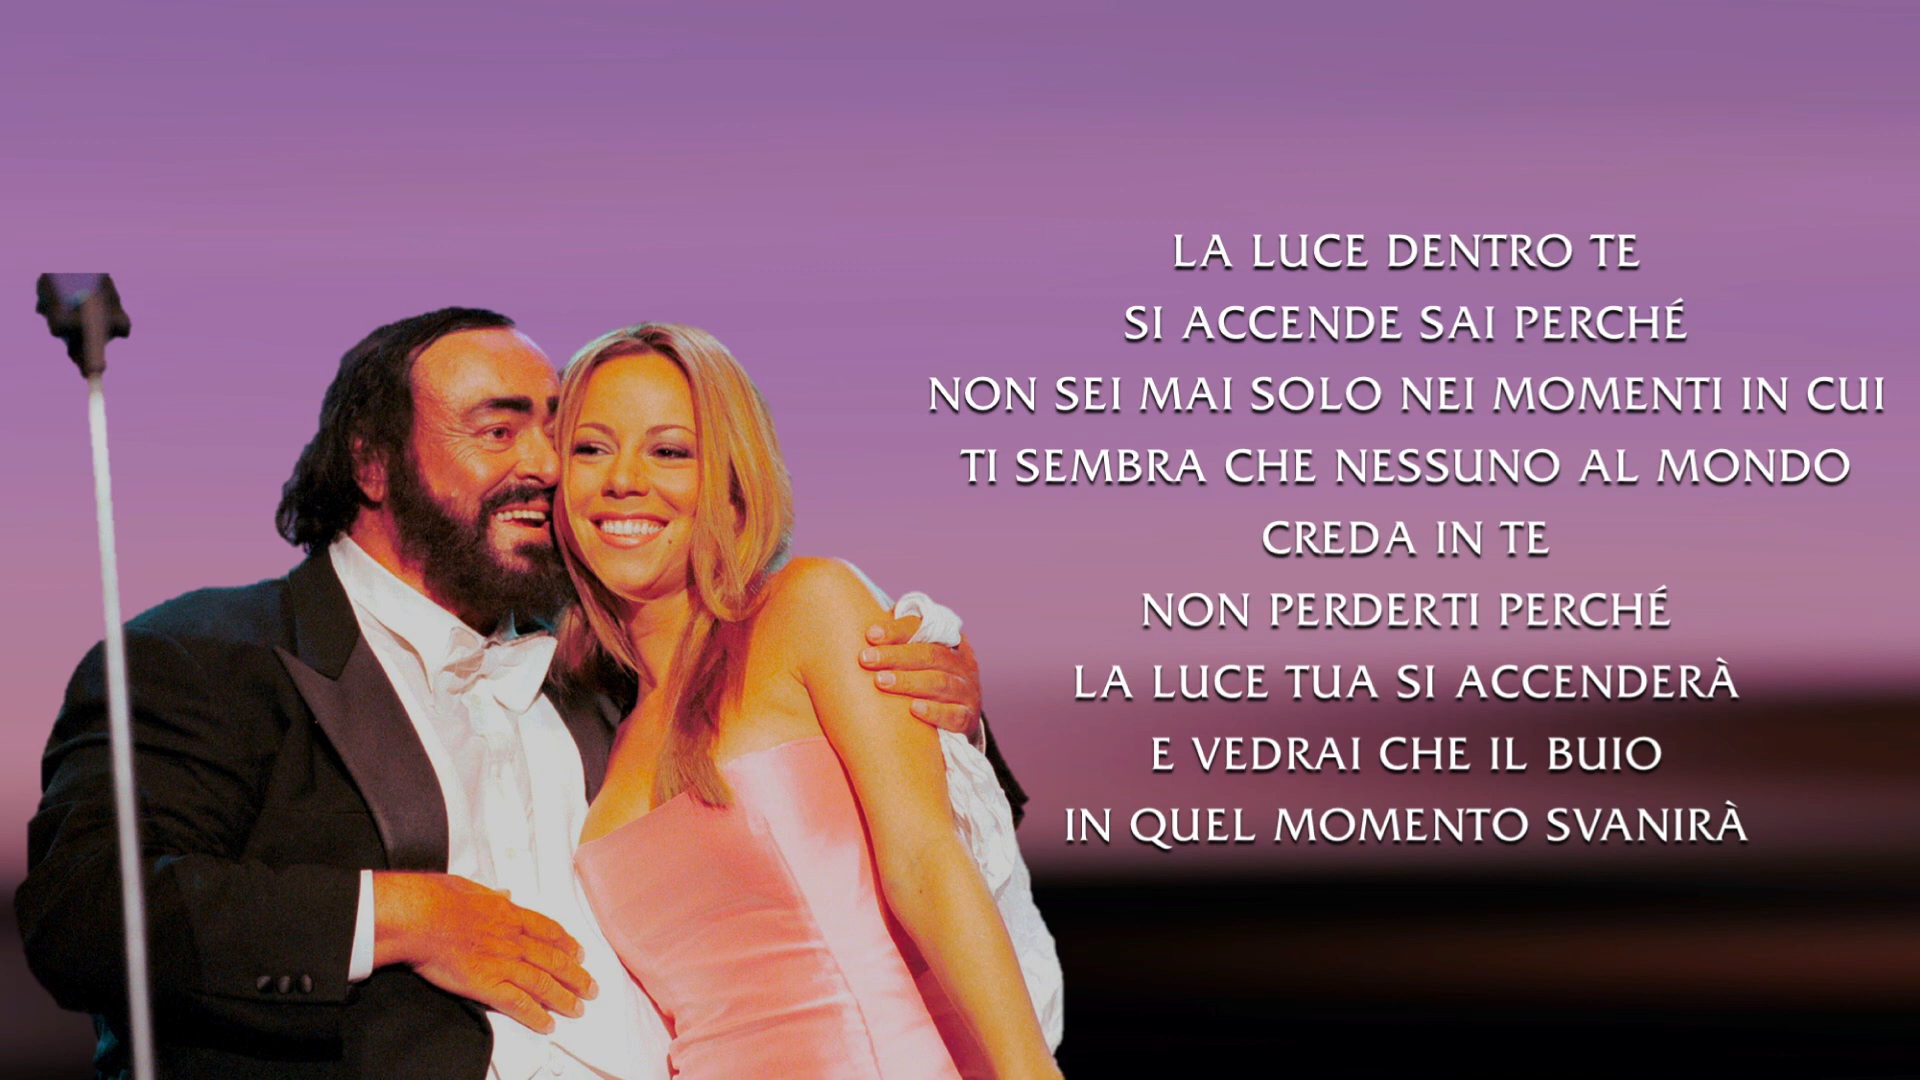 LA LUCE DENTRO TE
SI ACCENDE SAI PERCHÉ
NON SEI MAI SOLO NEI MOMENTI IN CUI
TI SEMBRA CHE NESSUNO AL MONDO
CREDA IN TE
NON PERDERTI PERCHÉ
LA LUCE TUA SI ACCENDERÀ
E VEDRAI CHE IL BUIO
IN QUEL MOMENTO SVANIRÀ